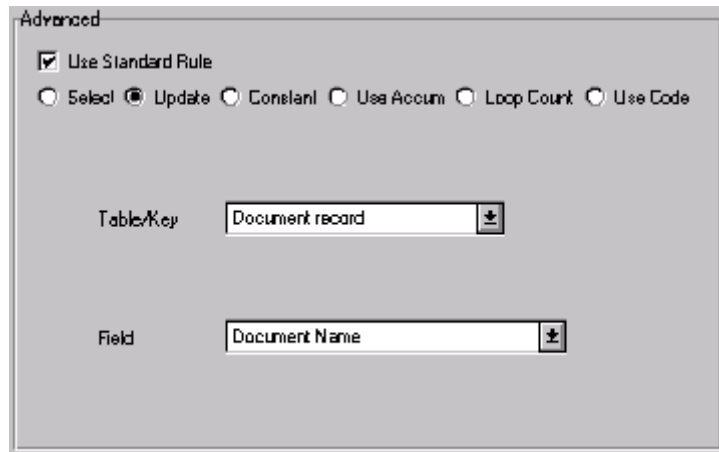 Advanced
Use Standard Rule
Select Update Constant Use Accum Loop Count Use Code
Table/Key Document record
Field Document Name